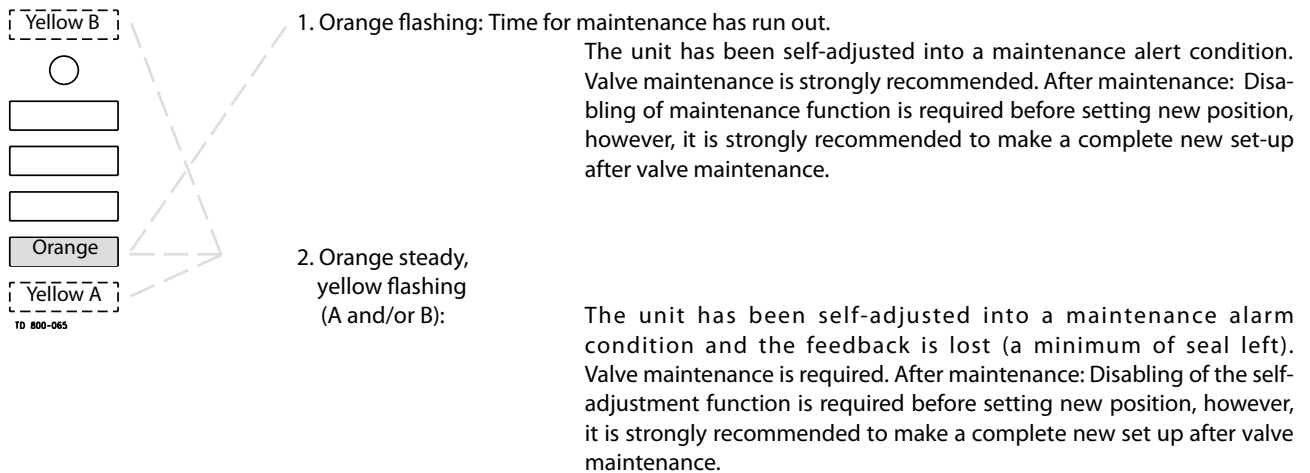 Yellow B
Orange
Yellow A
TD 800-065
1. Orange flashing: Time for maintenance has run out.
The unit has been self-adjusted into a maintenance alert condition.
Valve maintenance is strongly recommended. After maintenance: Disa-
bling of maintenance function is required before setting new position,
however, it is strongly recommended to make a complete new set-up
after valve maintenance.
2. Orange steady,
yellow flashing
(A and/or B):
The unit has been self-adjusted into a maintenance alarm
condition and the feedback is lost (a minimum of seal left).
Valve maintenance is required. After maintenance: Disabling of the self-
adjustment function is required before setting new position, however,
it is strongly recommended to make a complete new set up after valve
maintenance.